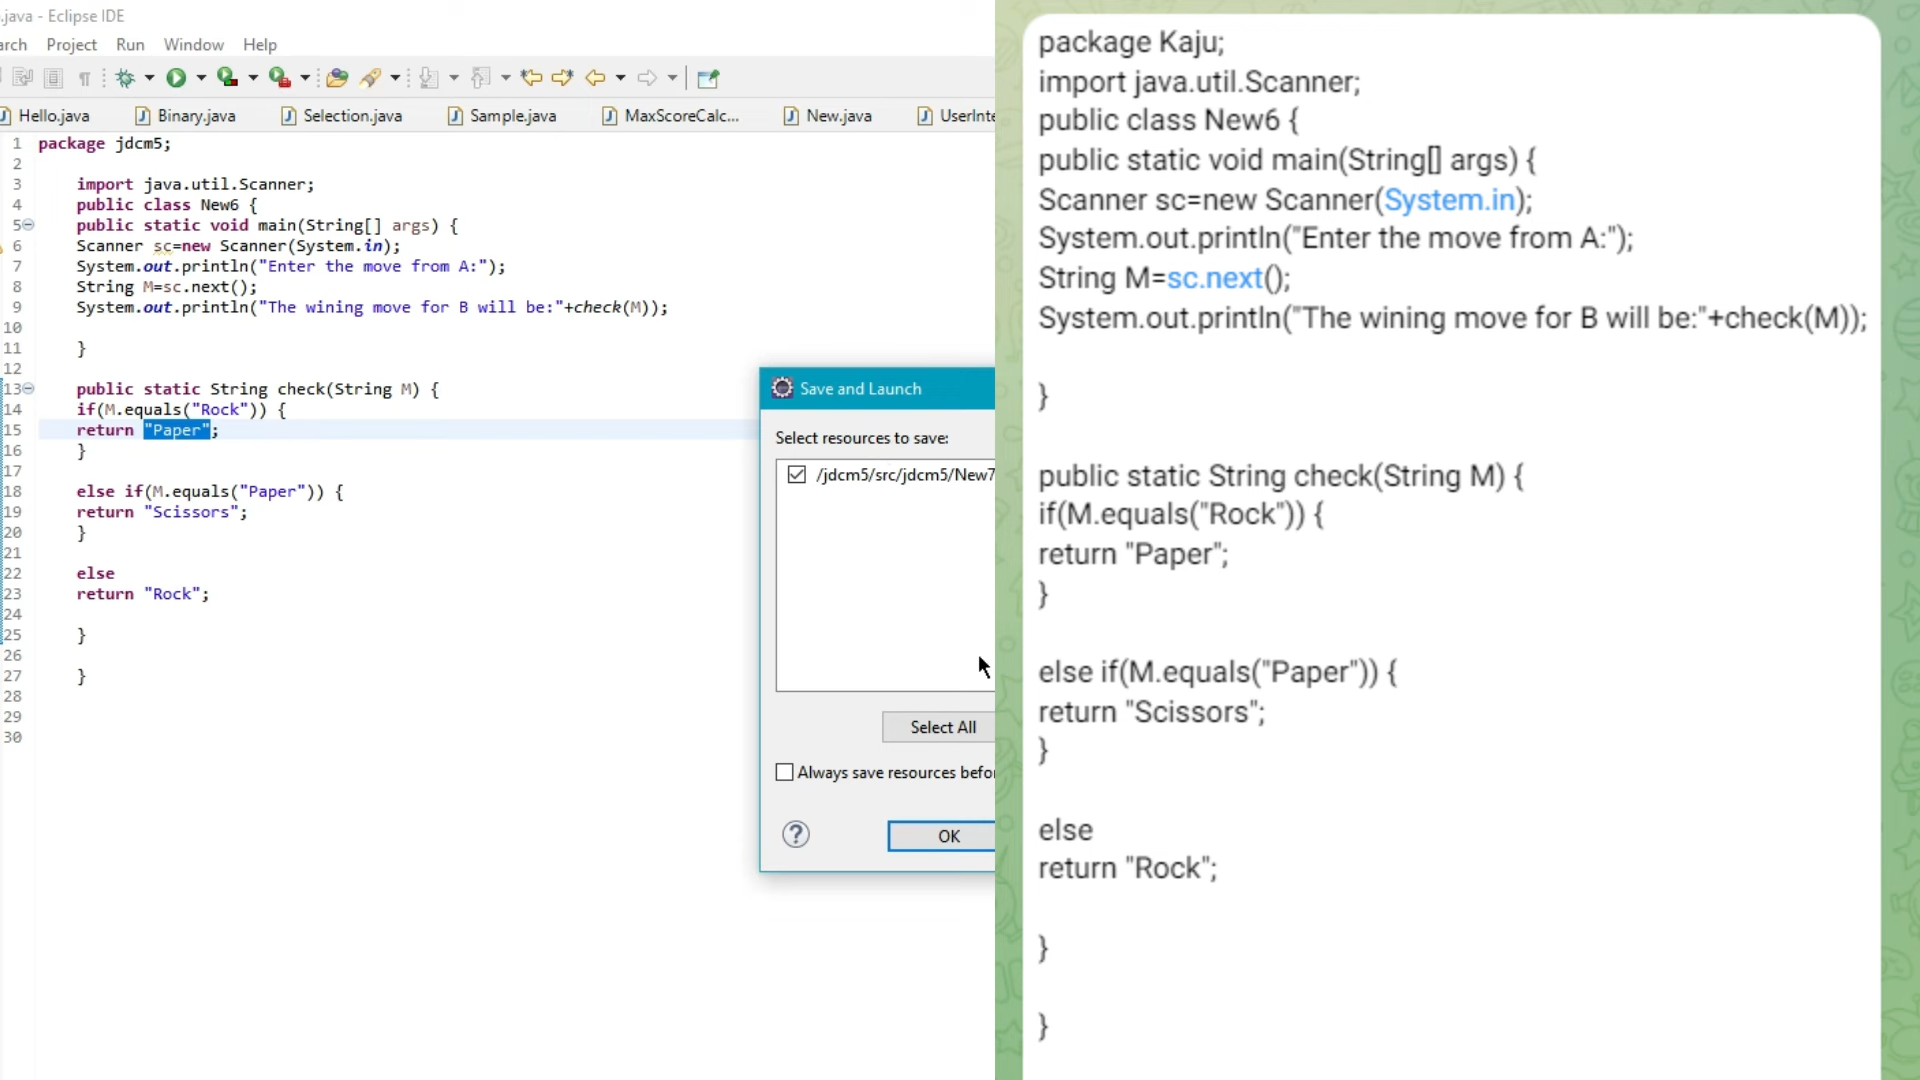 .java - Eclipse IDE
arch Project Run Window Help
Hello.java Binary.java Selection.java Sample.java MaxScoreCalc... New.java UserInte
1 package jdcm5;
2
3 import java.util.Scanner;
4 public class New6 {
5 public static void main(String[] args) {
6 Scanner sc=new Scanner(System.in);
7 System.out.println("Enter the move from A:");
8 String M=sc.next();
9 System.out.println("The wining move for B will be:"+check(M));
10
11 }
12
13 public static String check(String M) {
14 if(M.equals("Rock")) {
15 return "Paper";
16 }
17
18 else if(M.equals("Paper")) {
19 return "Scissors";
20 }
21
22 else
23 return "Rock";
24
25 }
26
27 }
28
29
30
Save and Launch
Select resources to save:
/jdcm5/src/jdcm5/New7
Select All
Always save resources befo
? OK
package Kaju;
import java.util.Scanner;
public class New6 {
public static void main(String[] args) {
Scanner sc=new Scanner(System.in);
System.out.println("Enter the move from A:");
String M=sc.next();
System.out.println("The wining move for B will be:"+check(M));
}
public static String check(String M) {
if(M.equals("Rock")) {
return "Paper";
}
else if(M.equals("Paper")) {
return "Scissors";
}
else
return "Rock";
}
}